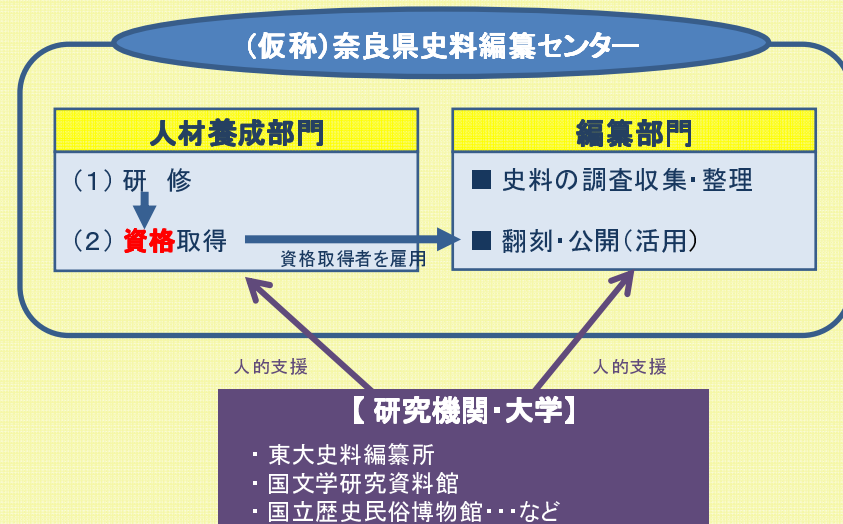 (仮称)奈良県史料編纂センター
人材養成部門
(1)研 修
(2)資格取得
資格取得者を雇用
編纂部門
■ 史料の調査収集・整理
■ 翻刻・公開(活用)
人的支援
人的支援
【 研究機関・大学】
・東大史料編纂所
・国文学研究資料館
・国立歴史民俗博物館・・・など